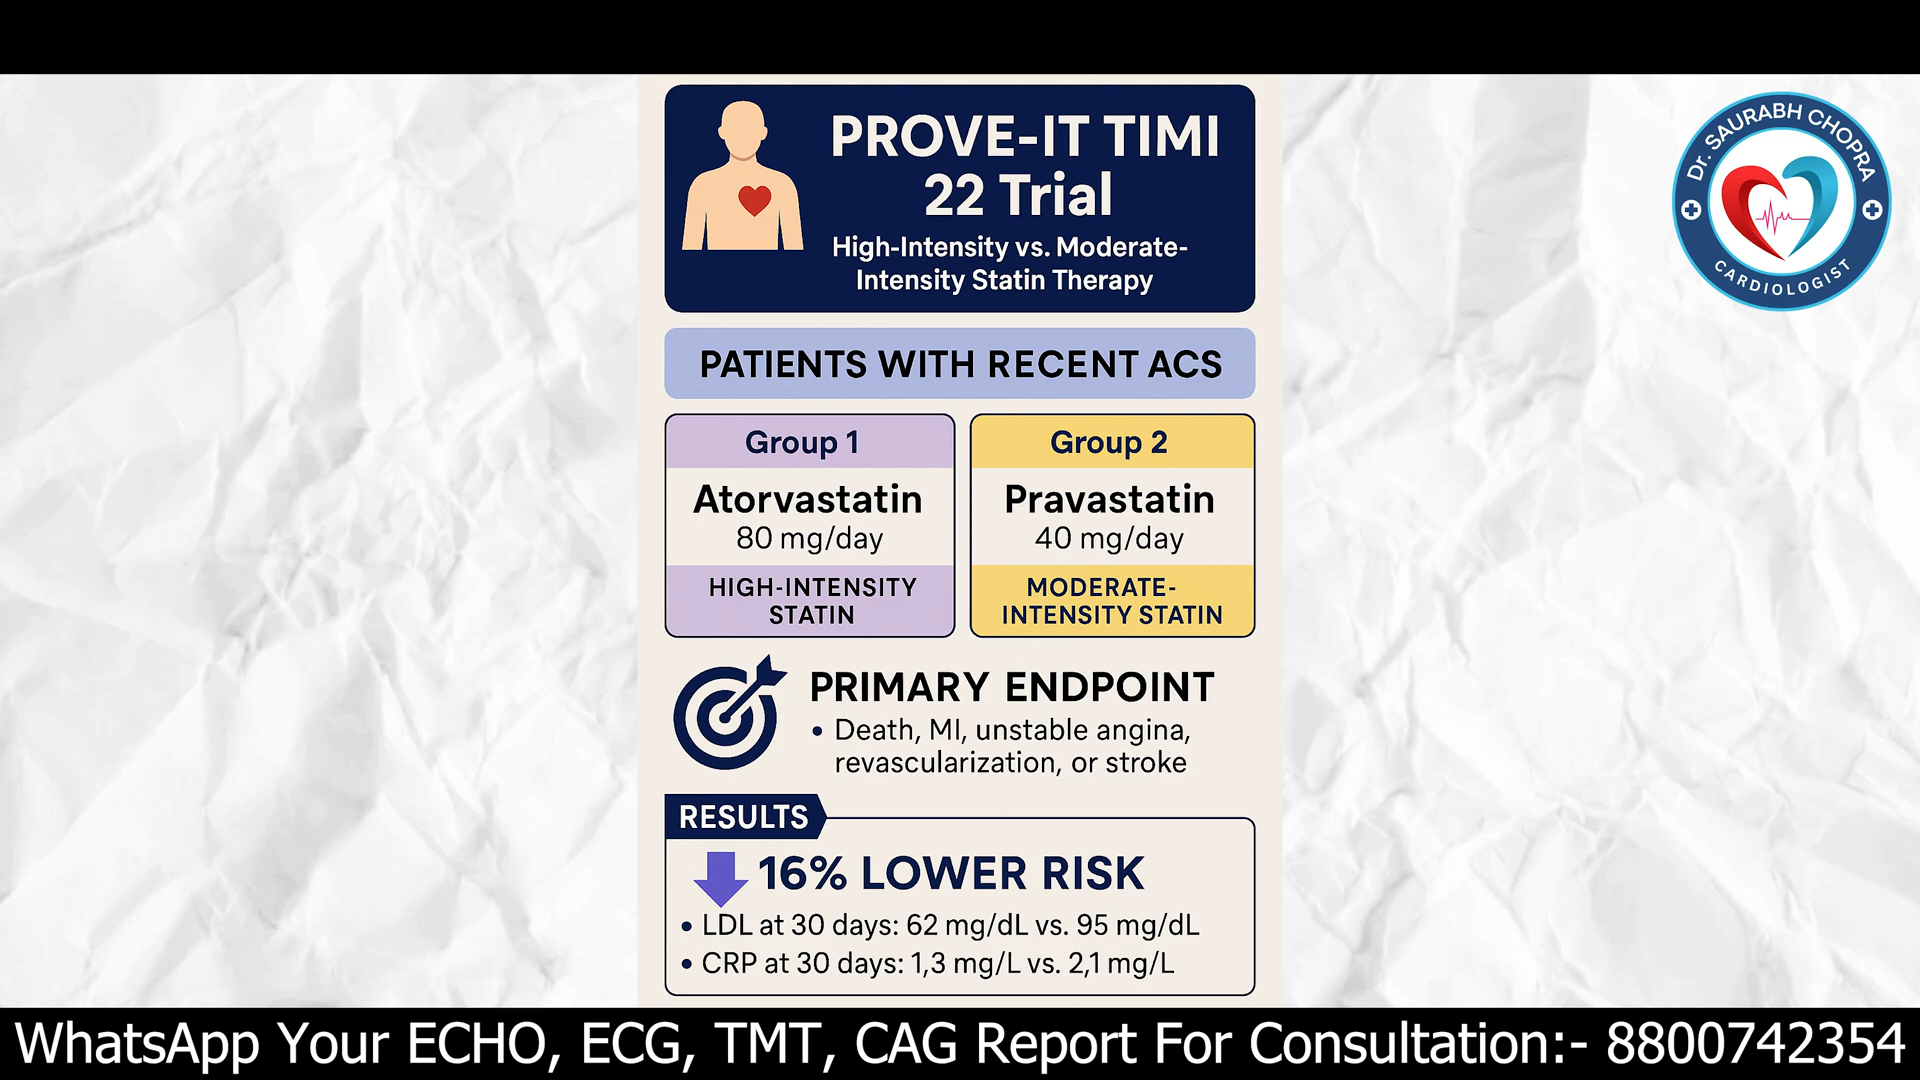 PROVE-IT TIMI
22 Trial
High-Intensity vs. Moderate-
Intensity Statin Therapy
Dr. SAURABH CHOPRA
CARDIOLOGIST
PATIENTS WITH RECENT ACS
Group 1
Atorvastatin
80 mg/day
HIGH-INTENSITY
STATIN
Group 2
Pravastatin
40 mg/day
MODERATE-
INTENSITY STATIN
PRIMARY ENDPOINT
• Death, MI, unstable angina,
revascularization, or stroke
RESULTS
16% LOWER RISK
• LDL at 30 days: 62 mg/dL vs. 95 mg/dL
• CRP at 30 days: 1,3 mg/L vs. 2,1 mg/L
WhatsApp Your ECHO, ECG, TMT, CAG Report For Consultation:- 8800742354